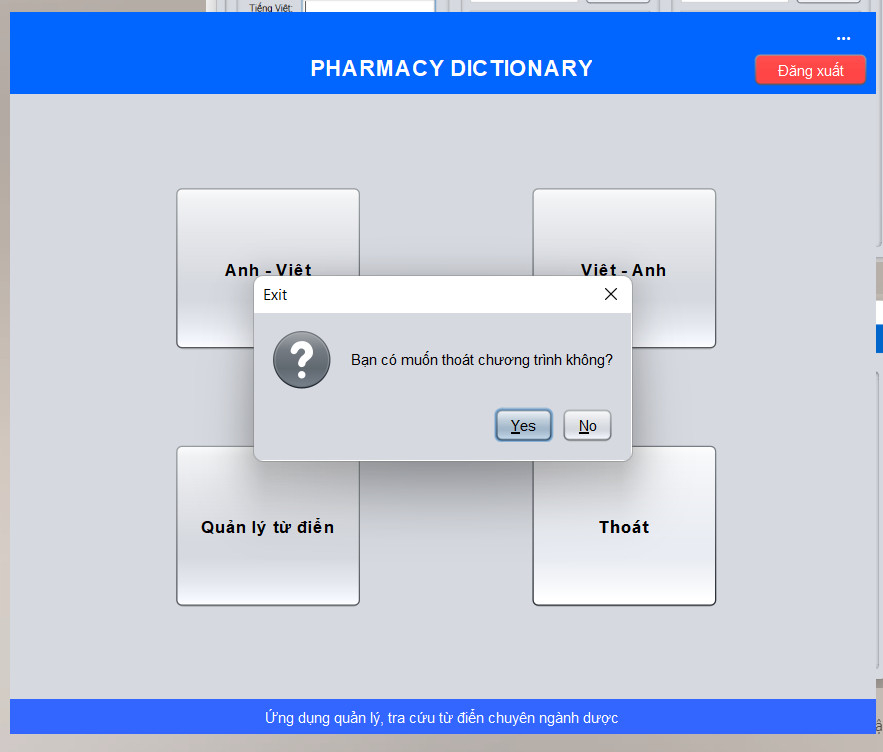 Tiếng Việt:
...
PHARMACY DICTIONARY
Đăng xuất
Anh - Việt
Việt - Anh
Exit
Bạn có muốn thoát chương trình không?
Yes
No
Quản lý từ điển
Thoát
Ứng dụng quản lý, tra cứu từ điển chuyên ngành dược